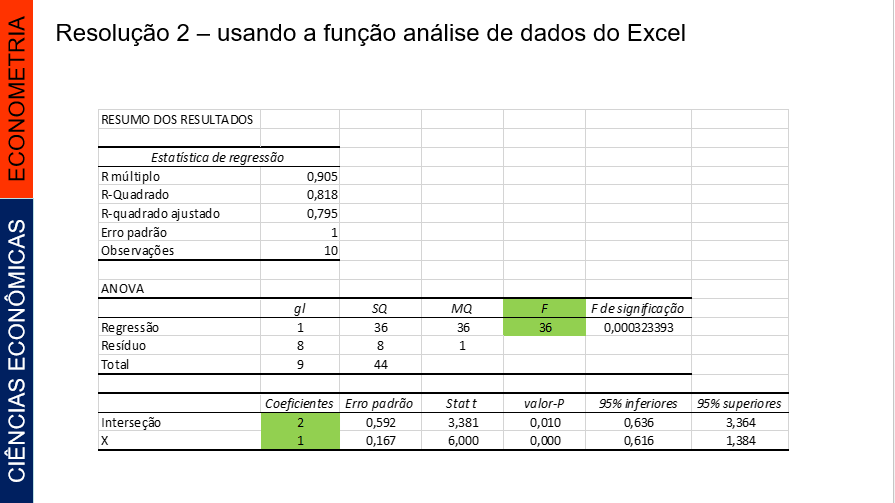 ECONOMETRIA
CIÊNCIAS ECONÔMICAS
Resolução 2 – usando a função análise de dados do Excel
RESUMO DOS RESULTADOS
Estatística de regressão
R múltiplo 0,905
R-Quadrado 0,818
R-quadrado ajustado 0,795
Erro padrão 1
Observações 10
ANOVA
gl SQ MQ F F de significação
Regressão 1 36 36 36 0,000323393
Resíduo 8 8 1
Total 9 44
Coeficientes Erro padrão Stat t valor-P 95% inferiores 95% superiores
Interseção 2 0,592 3,381 0,010 0,636 3,364
X 1 0,167 6,000 0,000 0,616 1,384